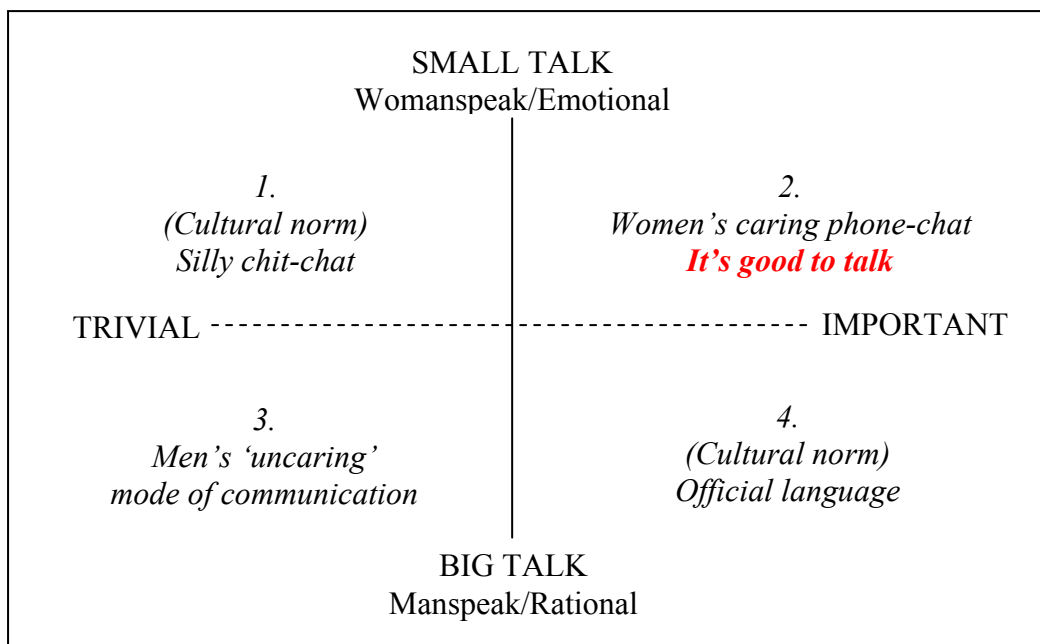 SMALL TALK
Womanspeak/Emotional
1.
(Cultural norm)
Silly chit-chat
2.
Women’s caring phone-chat
It’s good to talk
TRIVIAL
IMPORTANT
3.
Men’s ‘uncaring’
mode of communication
4.
(Cultural norm)
Official language
BIG TALK
Manspeak/Rational